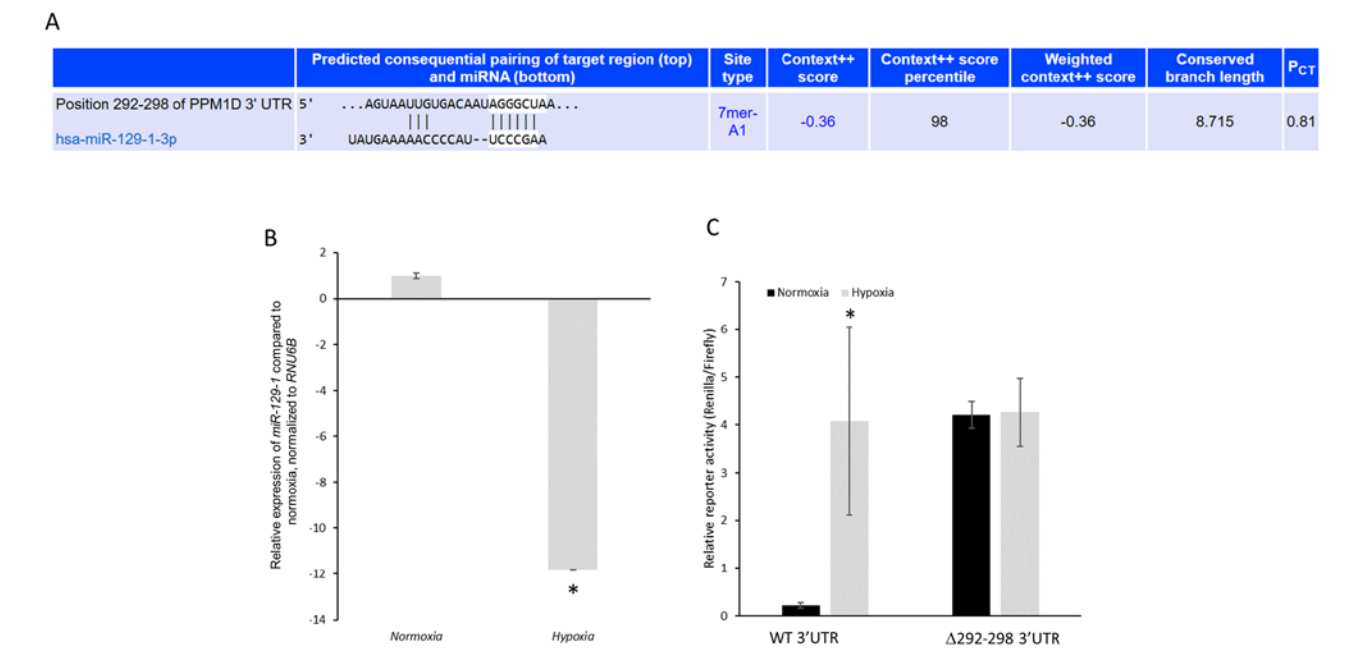 A
Predicted consequential pairing of target region (top)
and miRNA (bottom)
Site
type
Context++
score
Context++ score
percentile
Weighted
context++ score
Conserved
branch length
PCT
Position 292-298 of PPM1D 3' UTR 5' ...AGUAAUUGUGACAAUAGGGCUAA...
hsa-miR-129-1-3p 3' UAUGAAAAACCCCAU--UCCCGAA
7mer-
A1
-0.36
98
-0.36
8.715
0.81
B
Relative expression of miR-129-1 compared to
normoxia, normalized to RNU6B
2
0
-2
-4
-6
-8
-10
-12
-14
*
Normoxia Hypoxia
C
Relative reporter activity (Renilla/Firefly)
7
6
5
4
3
2
1
0
Normoxia Hypoxia
*
WT 3'UTR Δ292-298 3'UTR